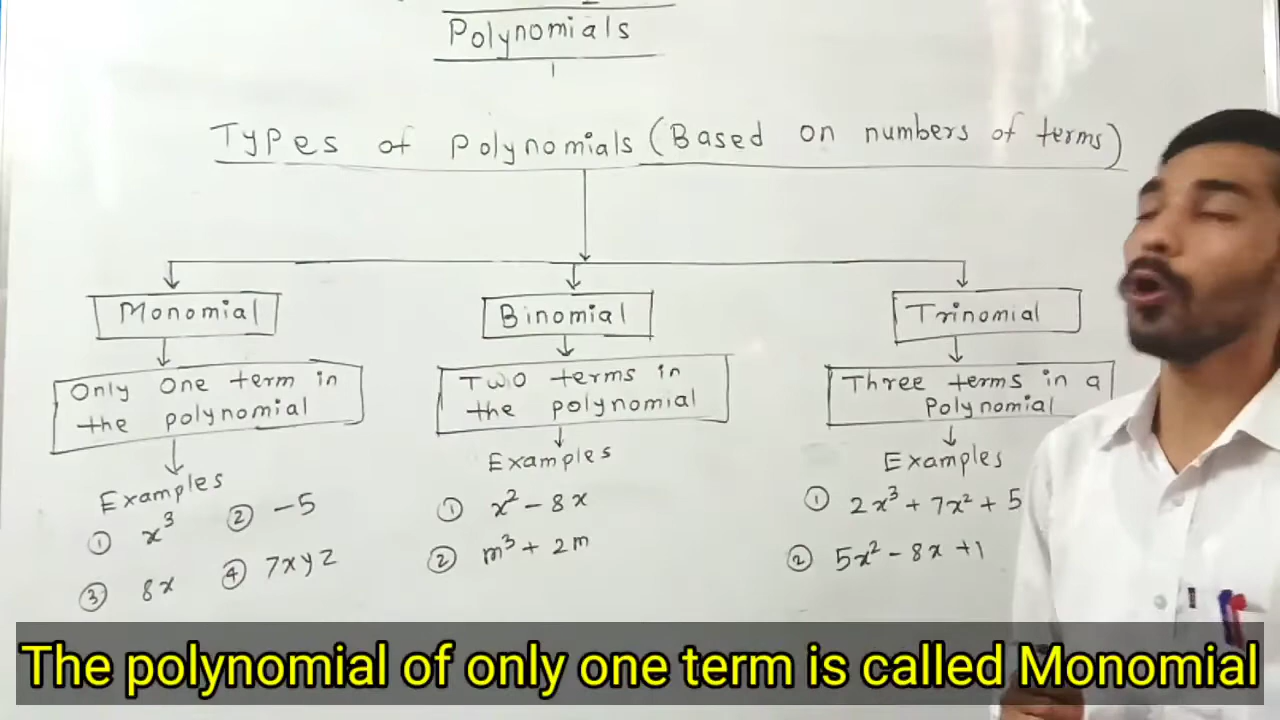 Polynomials
Types of Polynomials (Based on numbers of terms)
Monomial
Only One term in
the polynomial
Examples
① x³ ② -5
③ 8x ④ 7xyz
Binomial
Two terms in
the polynomial
Examples
① x² - 8x
② m³ + 2m
Trinomial
Three terms in a
Polynomial
Examples
① 2x³ + 7x² + 5
② 5x² - 8x + 1
The polynomial of only one term is called Monomial